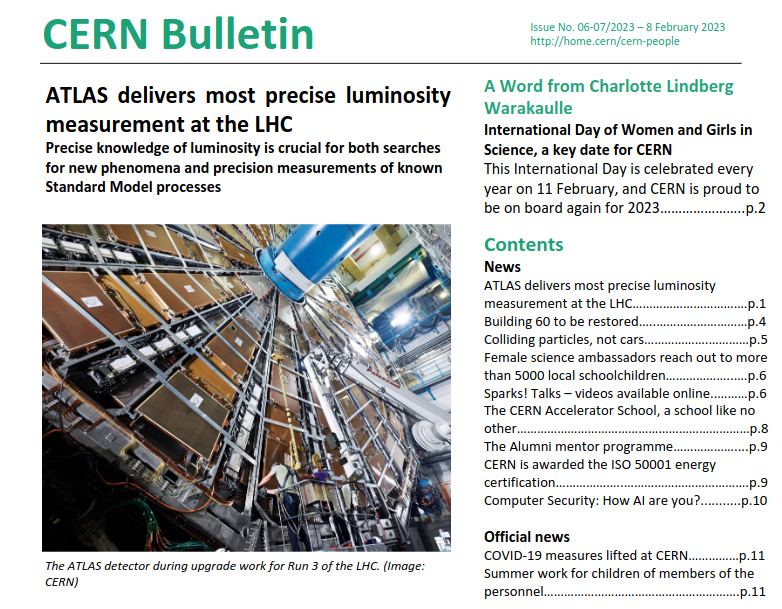 CERN Bulletin
Issue No. 06-07/2023 – 8 February 2023
http://home.cern/cern-people
ATLAS delivers most precise luminosity
measurement at the LHC
Precise knowledge of luminosity is crucial for both searches
for new phenomena and precision measurements of known
Standard Model processes
The ATLAS detector during upgrade work for Run 3 of the LHC. (Image:
CERN)
A Word from Charlotte Lindberg
Warakaulle
International Day of Women and Girls in
Science, a key date for CERN
This International Day is celebrated every
year on 11 February, and CERN is proud to
be on board again for 2023…………………..p.2
Contents
News
ATLAS delivers most precise luminosity
measurement at the LHC……………………………p.1
Building 60 to be restored………………………….p.4
Colliding particles, not cars………………………..p.5
Female science ambassadors reach out to more
than 5000 local schoolchildren……………………p.6
Sparks! Talks – videos available online………..p.6
The CERN Accelerator School, a school like no
other……………………………………………………….p.8
The Alumni mentor programme…………………p.9
CERN is awarded the ISO 50001 energy
certification………………………………………………p.9
Computer Security: How AI are you?..........p.10
Official news
COVID-19 measures lifted at CERN……………p.11
Summer work for children of members of the
personnel……………………………………………….p.11